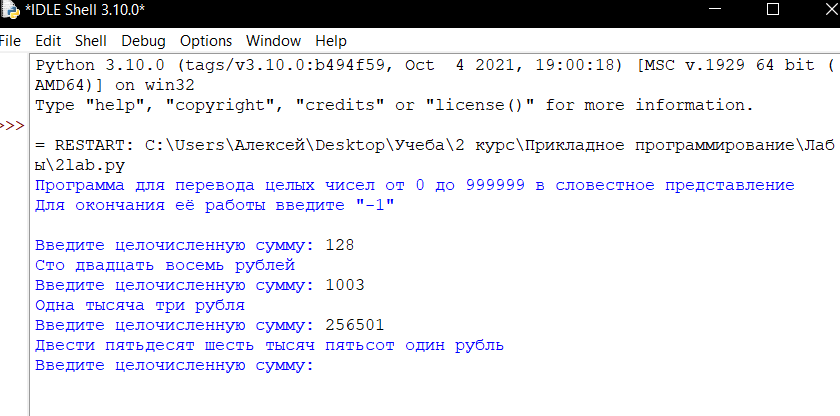 *IDLE Shell 3.10.0*
File Edit Shell Debug Options Window Help
Python 3.10.0 (tags/v3.10.0:b494f59, Oct  4 2021, 19:00:18) [MSC v.1929 64 bit (
AMD64)] on win32
Type "help", "copyright", "credits" or "license()" for more information.
>>>
= RESTART: C:\Users\Алексей\Desktop\Учеба\2 курс\Прикладное программирование\Лаб
ы\2lab.py
Программа для перевода целых чисел от 0 до 999999 в словестное представление
Для окончания её работы введите "-1"
Введите целочисленную сумму: 128
Сто двадцать восемь рублей
Введите целочисленную сумму: 1003
Одна тысяча три рубля
Введите целочисленную сумму: 256501
Двести пятьдесят шесть тысяч пятьсот один рубль
Введите целочисленную сумму: